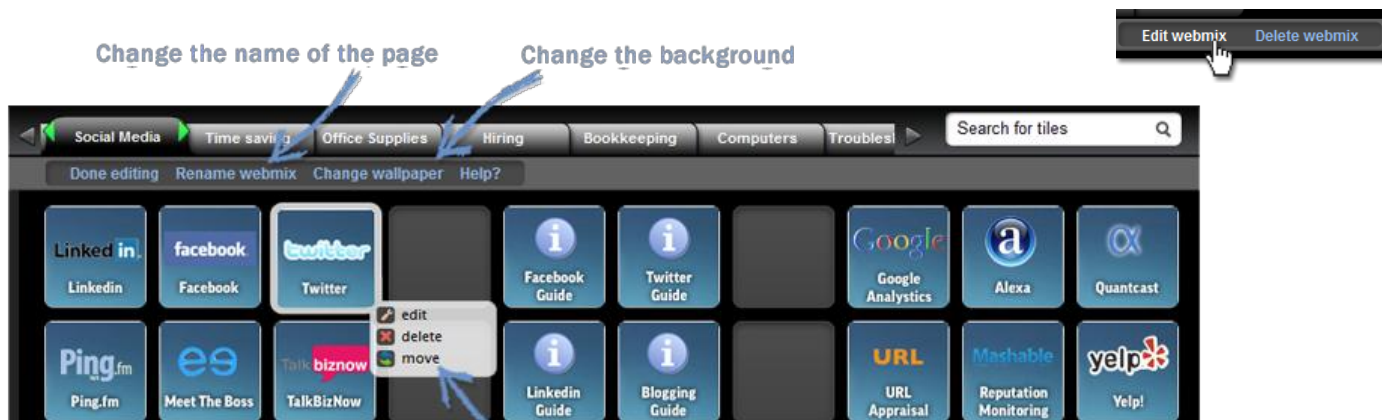 Edit webmix Delete webmix
Change the name of the page Change the background
Social Media Time saving Office Supplies Hiring Bookkeeping Computers Troublesl Search for tiles
Done editing Rename webmix Change wallpaper Help?
Linked in. facebook twitter Google a α
Linkedin Facebook Twitter Facebook Guide Twitter Guide Google Analystics Alexa Quantcast
edit
delete
move
Ping.fm Talk biznow URL Mashable yelp
Ping.fm Meet The Boss TalkBizNow Linkedin Guide Blogging Guide URL Appraisal Reputation Monitoring Yelp!